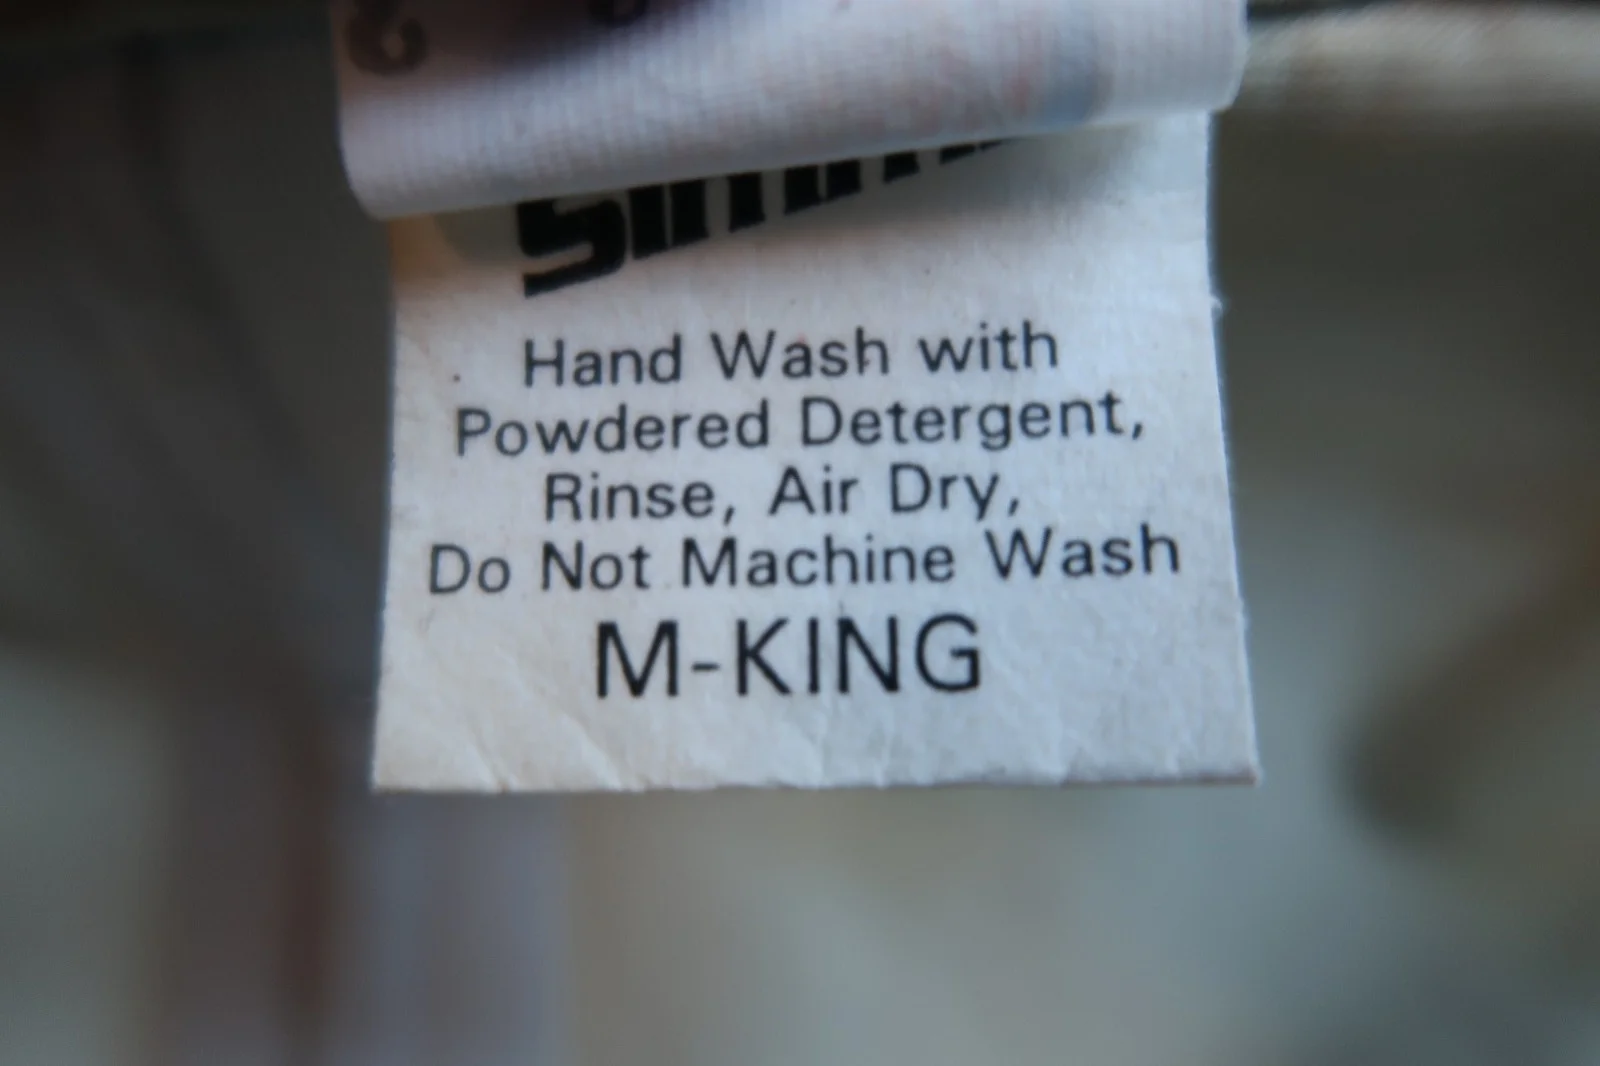 Hand Wash with
Powdered Detergent,
Rinse, Air Dry,
Do Not Machine Wash
M-KING